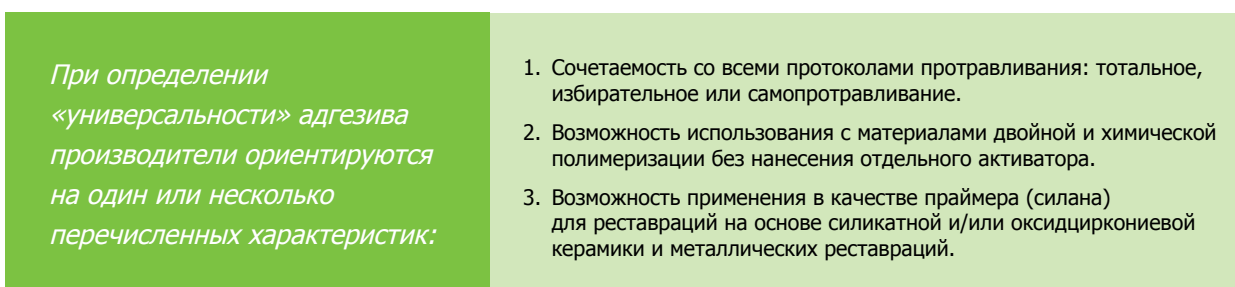 При определении
«универсальности» адгезива
производители ориентируются
на один или несколько
перечисленных характеристик:
1. Сочетаемость со всеми протоколами протравливания: тотальное,
избирательное или самопротравливание.
2. Возможность использования с материалами двойной и химической
полимеризации без нанесения отдельного активатора.
3. Возможность применения в качестве праймера (силана)
для реставраций на основе силикатной и/или оксидциркониевой
керамики и металлических реставраций.